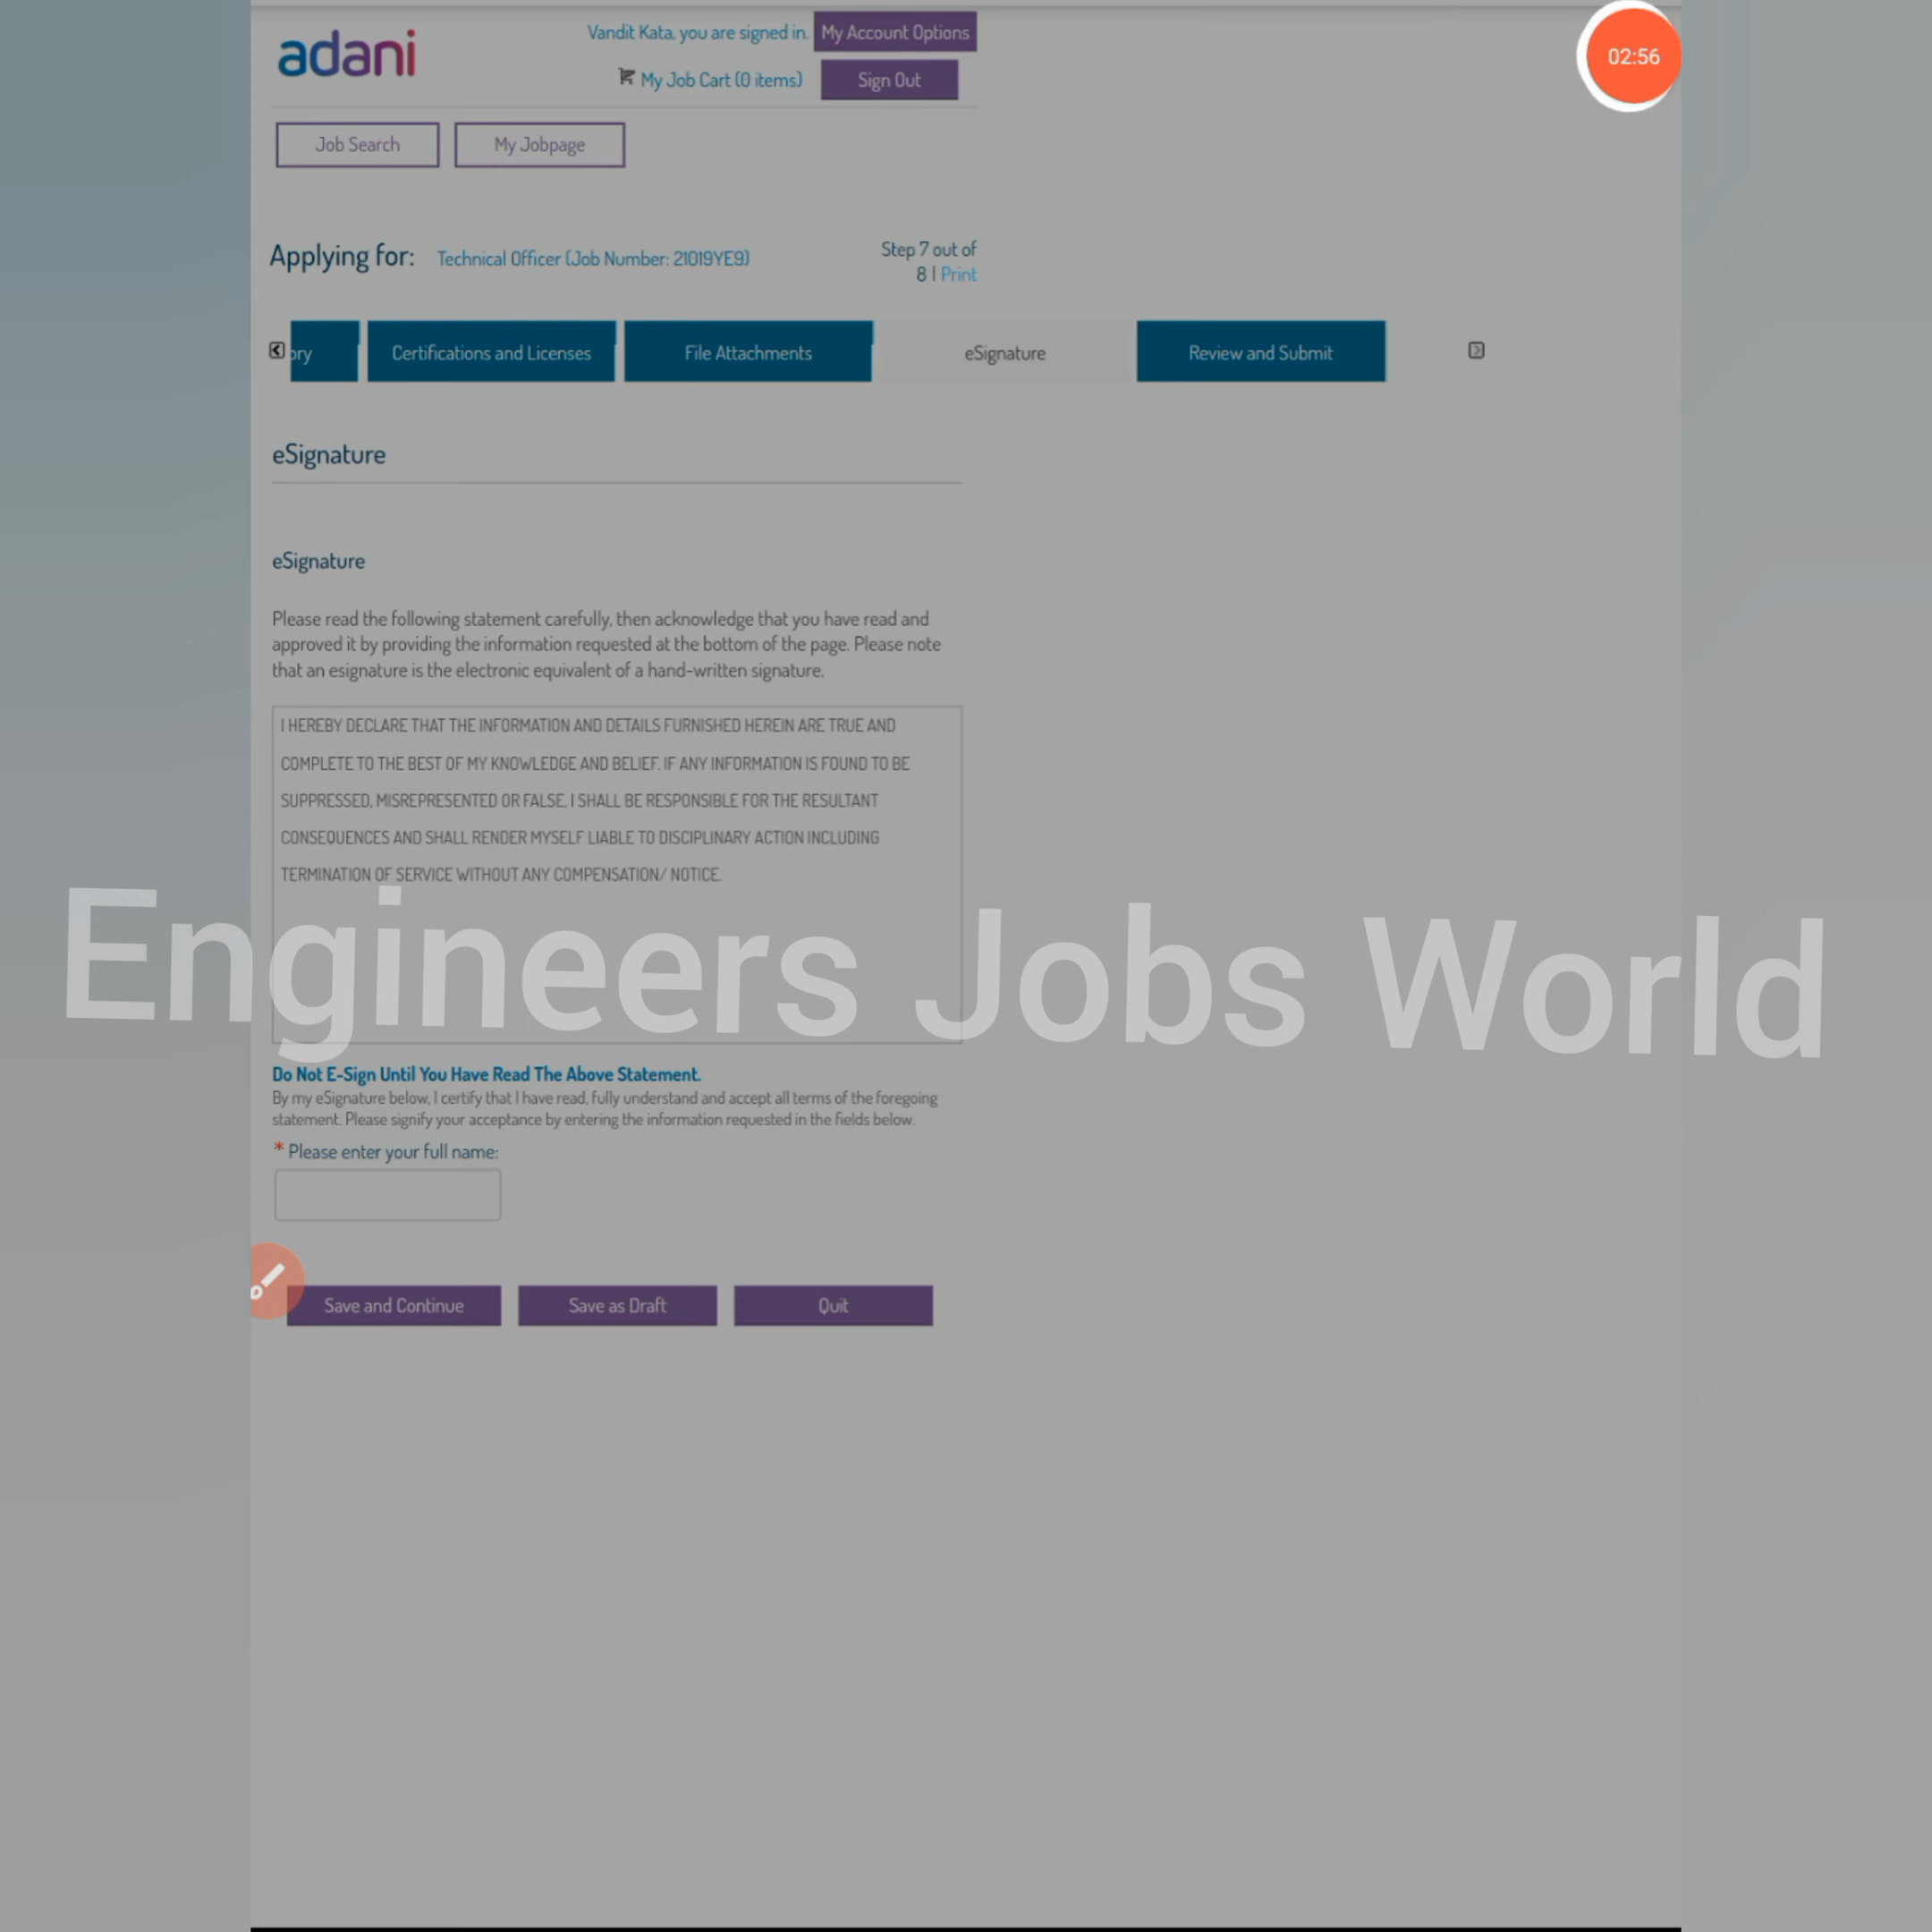 adani
Vandit Kata, you are signed in.
My Account Options
My Job Cart (0 items)
Sign Out
02:56
Job Search
My Jobpage
Applying for:
Technical Officer (Job Number: 21019YE9)
Step 7 out of
8 | Print
ory
Certifications and Licenses
File Attachments
eSignature
Review and Submit
eSignature
eSignature
Please read the following statement carefully, then acknowledge that you have read and
approved it by providing the information requested at the bottom of the page. Please note
that an esignature is the electronic equivalent of a hand-written signature.
I HEREBY DECLARE THAT THE INFORMATION AND DETAILS FURNISHED HEREIN ARE TRUE AND
COMPLETE TO THE BEST OF MY KNOWLEDGE AND BELIEF. IF ANY INFORMATION IS FOUND TO BE
SUPPRESSED, MISREPRESENTED OR FALSE, I SHALL BE RESPONSIBLE FOR THE RESULTANT
CONSEQUENCES AND SHALL RENDER MYSELF LIABLE TO DISCIPLINARY ACTION INCLUDING
TERMINATION OF SERVICE WITHOUT ANY COMPENSATION/ NOTICE.
Engineers Jobs World
Do Not E-Sign Until You Have Read The Above Statement.
By my eSignature below, I certify that I have read, fully understand and accept all terms of the foregoing
statement. Please signify your acceptance by entering the information requested in the fields below.
* Please enter your full name:
Save and Continue
Save as Draft
Quit